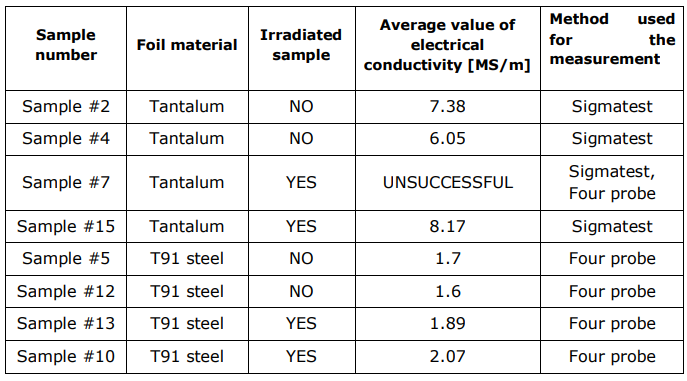 Sample number | Foil material | Irradiated sample | Average value of electrical conductivity [MS/m] | Method used for the measurement
Sample #2 | Tantalum | NO | 7.38 | Sigmatest
Sample #4 | Tantalum | NO | 6.05 | Sigmatest
Sample #7 | Tantalum | YES | UNSUCCESSFUL | Sigmatest, Four probe
Sample #15 | Tantalum | YES | 8.17 | Sigmatest
Sample #5 | T91 steel | NO | 1.7 | Four probe
Sample #12 | T91 steel | NO | 1.6 | Four probe
Sample #13 | T91 steel | YES | 1.89 | Four probe
Sample #10 | T91 steel | YES | 2.07 | Four probe